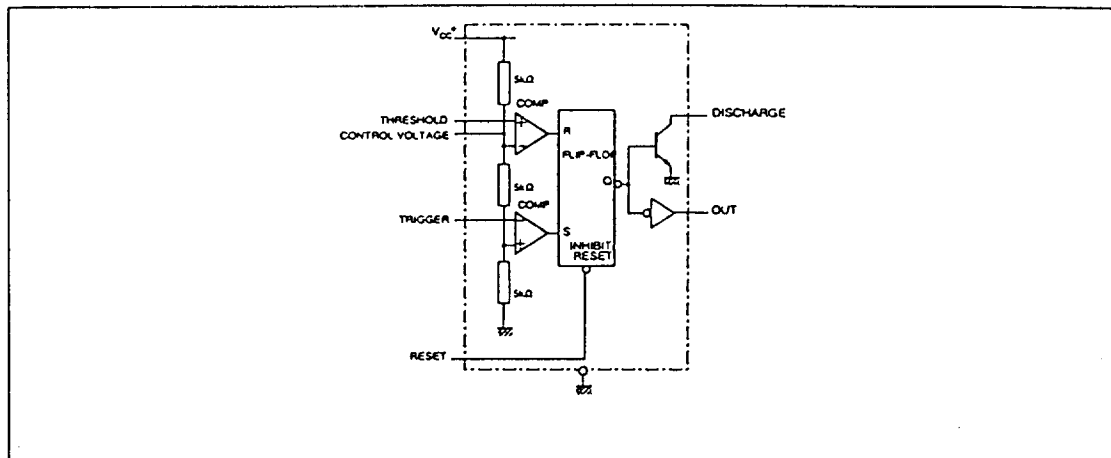 VCC+
5kΩ
COMP
THRESHOLD
CONTROL VOLTAGE
R
FLIP-FLOP
DISCHARGE
Q
5kΩ
COMP
TRIGGER
S
OUT
INHIBIT
RESET
5kΩ
RESET